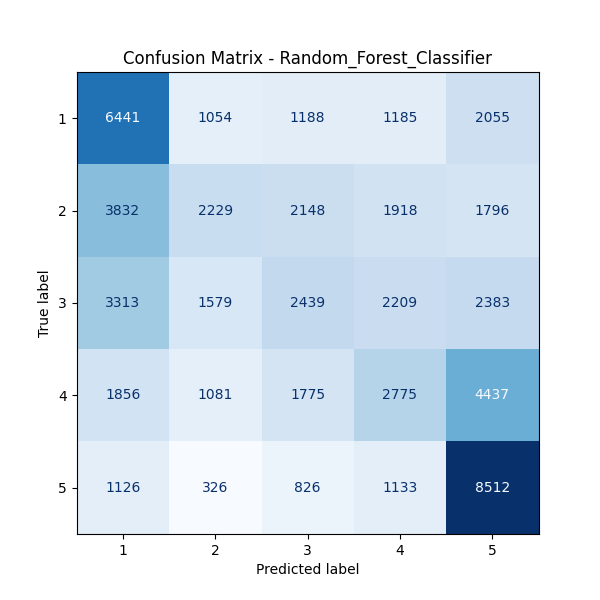 Confusion Matrix - Random_Forest_Classifier
1 6441 1054 1188 1185 2055
2 3832 2229 2148 1918 1796
3 3313 1579 2439 2209 2383
4 1856 1081 1775 2775 4437
5 1126 326 826 1133 8512
1 2 3 4 5
Predicted label
True label